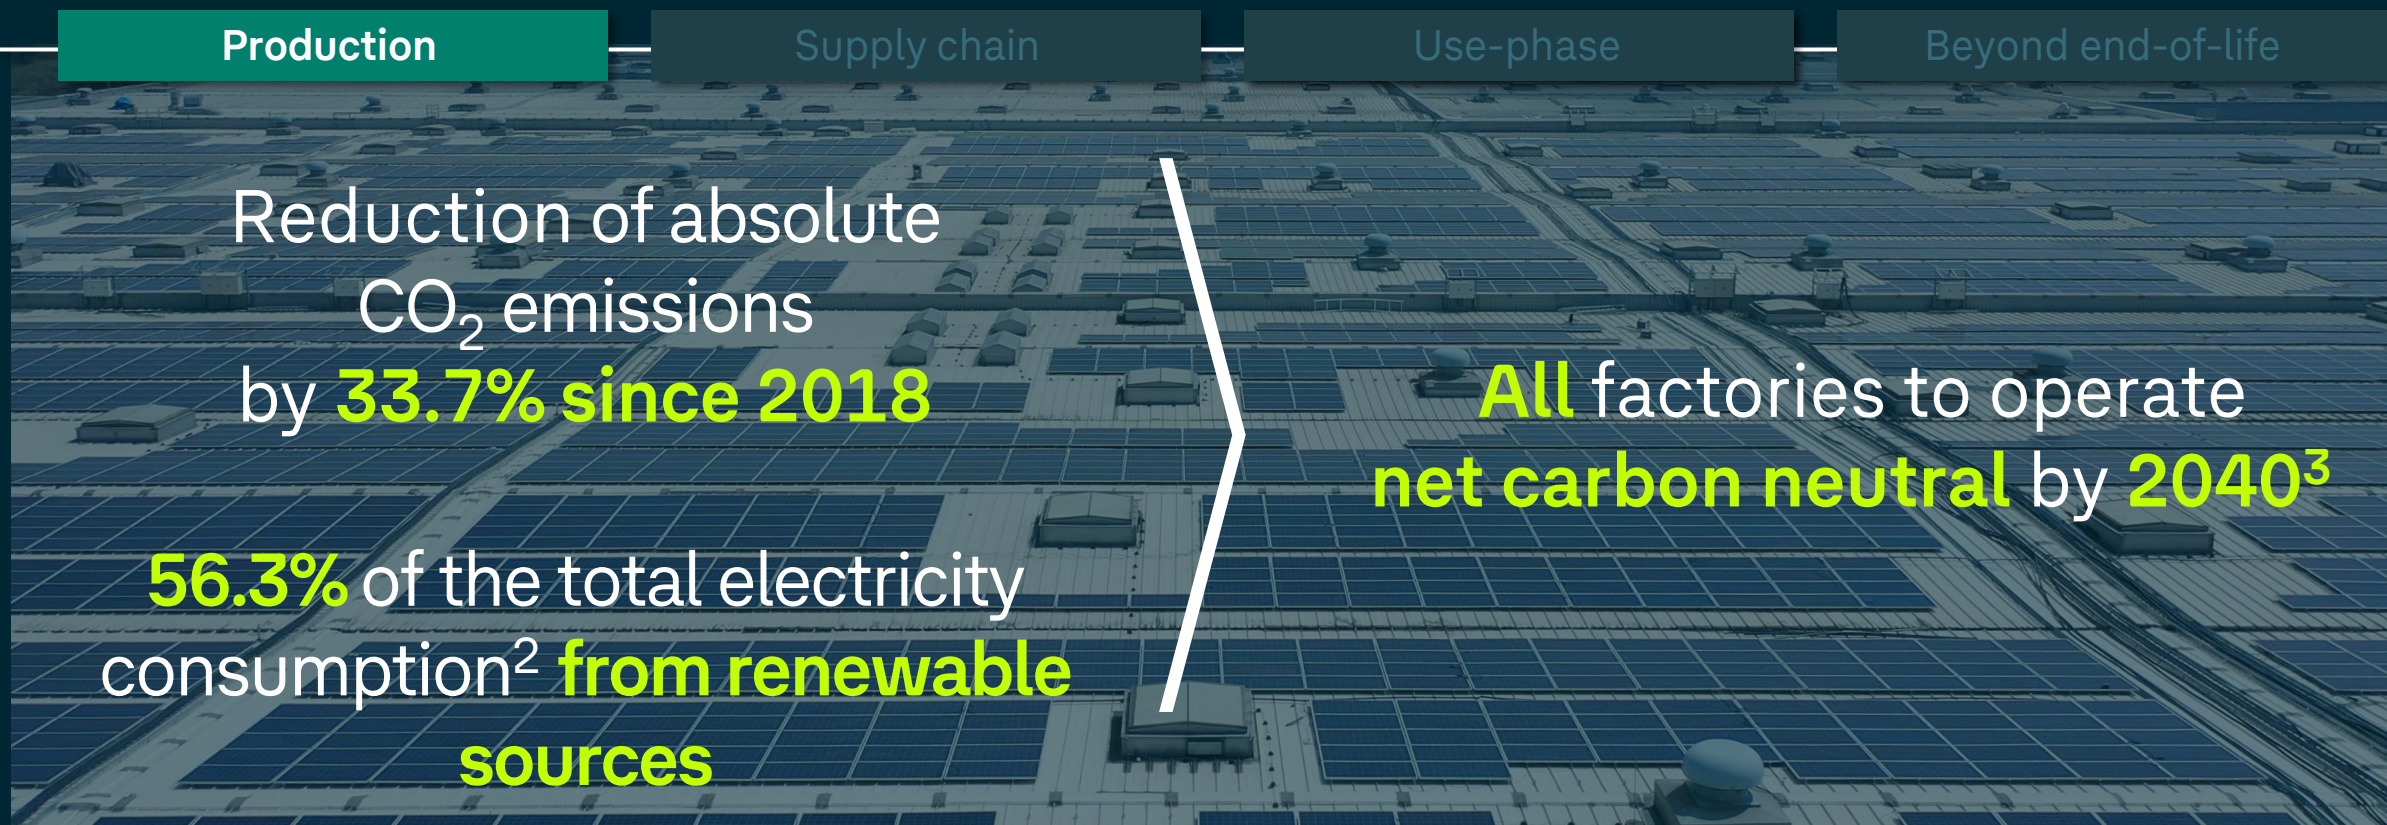 Production
Supply chain
Use-phase
Beyond end-of-life
Reduction of absolute
CO₂ emissions
by 33.7% since 2018
56.3% of the total electricity
consumption² from renewable
sources
All factories to operate
net carbon neutral by 2040³